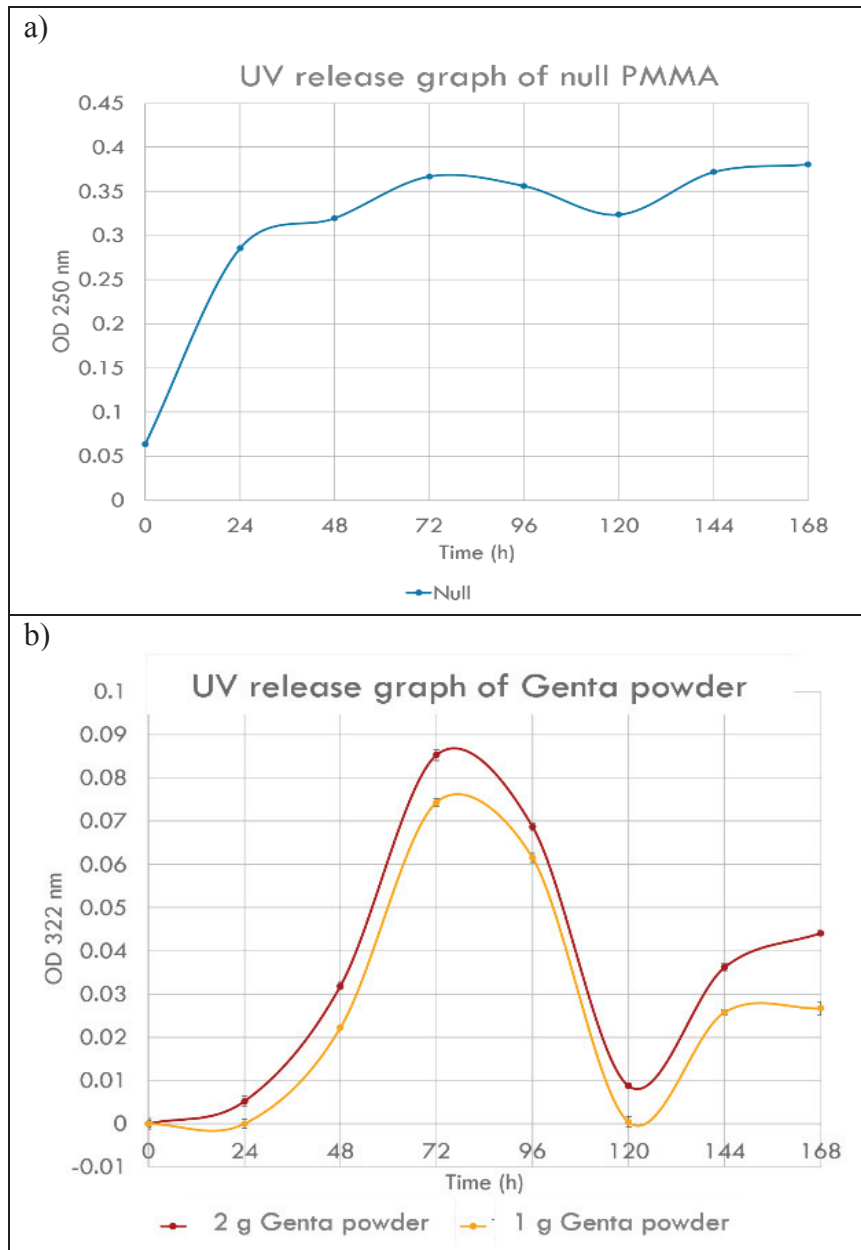 a)
UV release graph of null PMMA
0.45
0.4
0.35
0.3
0.25
0.2
0.15
0.1
0.05
0
OD 250 nm
0 24 48 72 96 120 144 168
Time (h)
Null
b)
UV release graph of Genta powder
0.1
0.09
0.08
0.07
0.06
0.05
0.04
0.03
0.02
0.01
0
-0.01
OD 322 nm
0 24 48 72 96 120 144 168
Time (h)
2 g Genta powder 1 g Genta powder